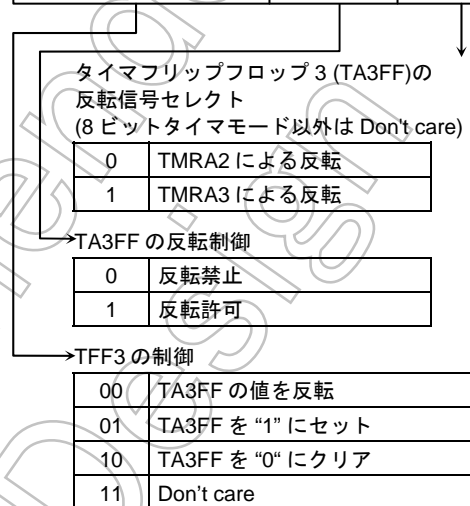 タイマフリップフロップ 3 (TA3FF)の
反転信号セレクト
(8 ビットタイマモード以外は Don't care)
0 TMRA2 による反転
1 TMRA3 による反転
TA3FF の反転制御
0 反転禁止
1 反転許可
TFF3 の制御
00 TA3FF の値を反転
01 TA3FF を “1” にセット
10 TA3FF を “0“ にクリア
11 Don't care